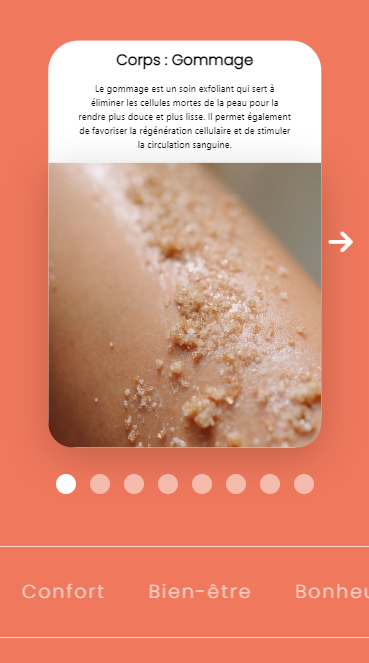 Corps : Gommage
Le gommage est un soin exfoliant qui sert à
éliminer les cellules mortes de la peau pour la
rendre plus douce et plus lisse. Il permet également
de favoriser la régénération cellulaire et de stimuler
la circulation sanguine.
Confort Bien-être Bonheu